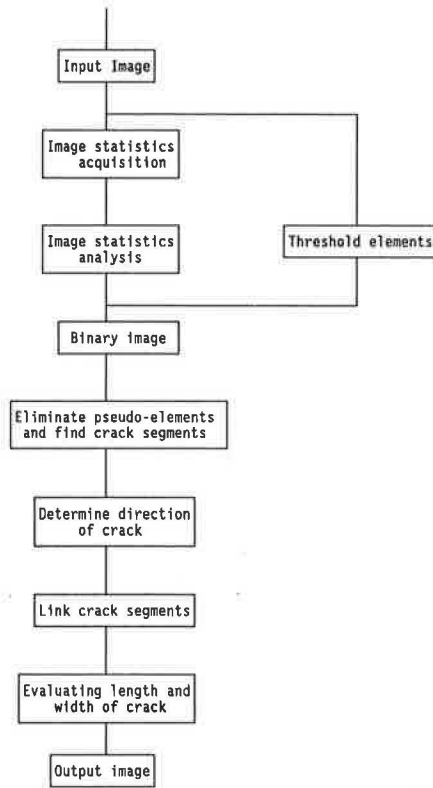 Input Image
Image statistics
acquisition
Image statistics
analysis
Threshold elements
Binary image
Eliminate pseudo-elements
and find crack segments
Determine direction
of crack
Link crack segments
Evaluating length and
width of crack
Output image